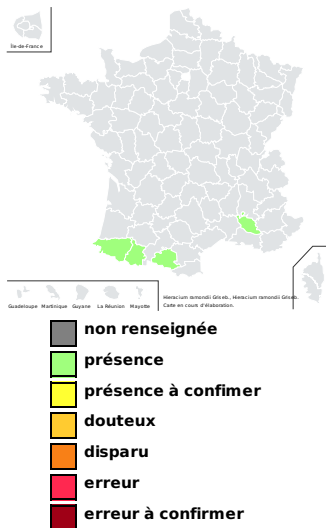 Île-de-France
Guadeloupe Martinique Guyane La Réunion Mayotte
Hieracium ramondii Griseb., Hieracium ramondii Griseb.
Carte en cours d'élaboration.
non renseignée
présence
présence à confimer
douteux
disparu
erreur
erreur à confirmer